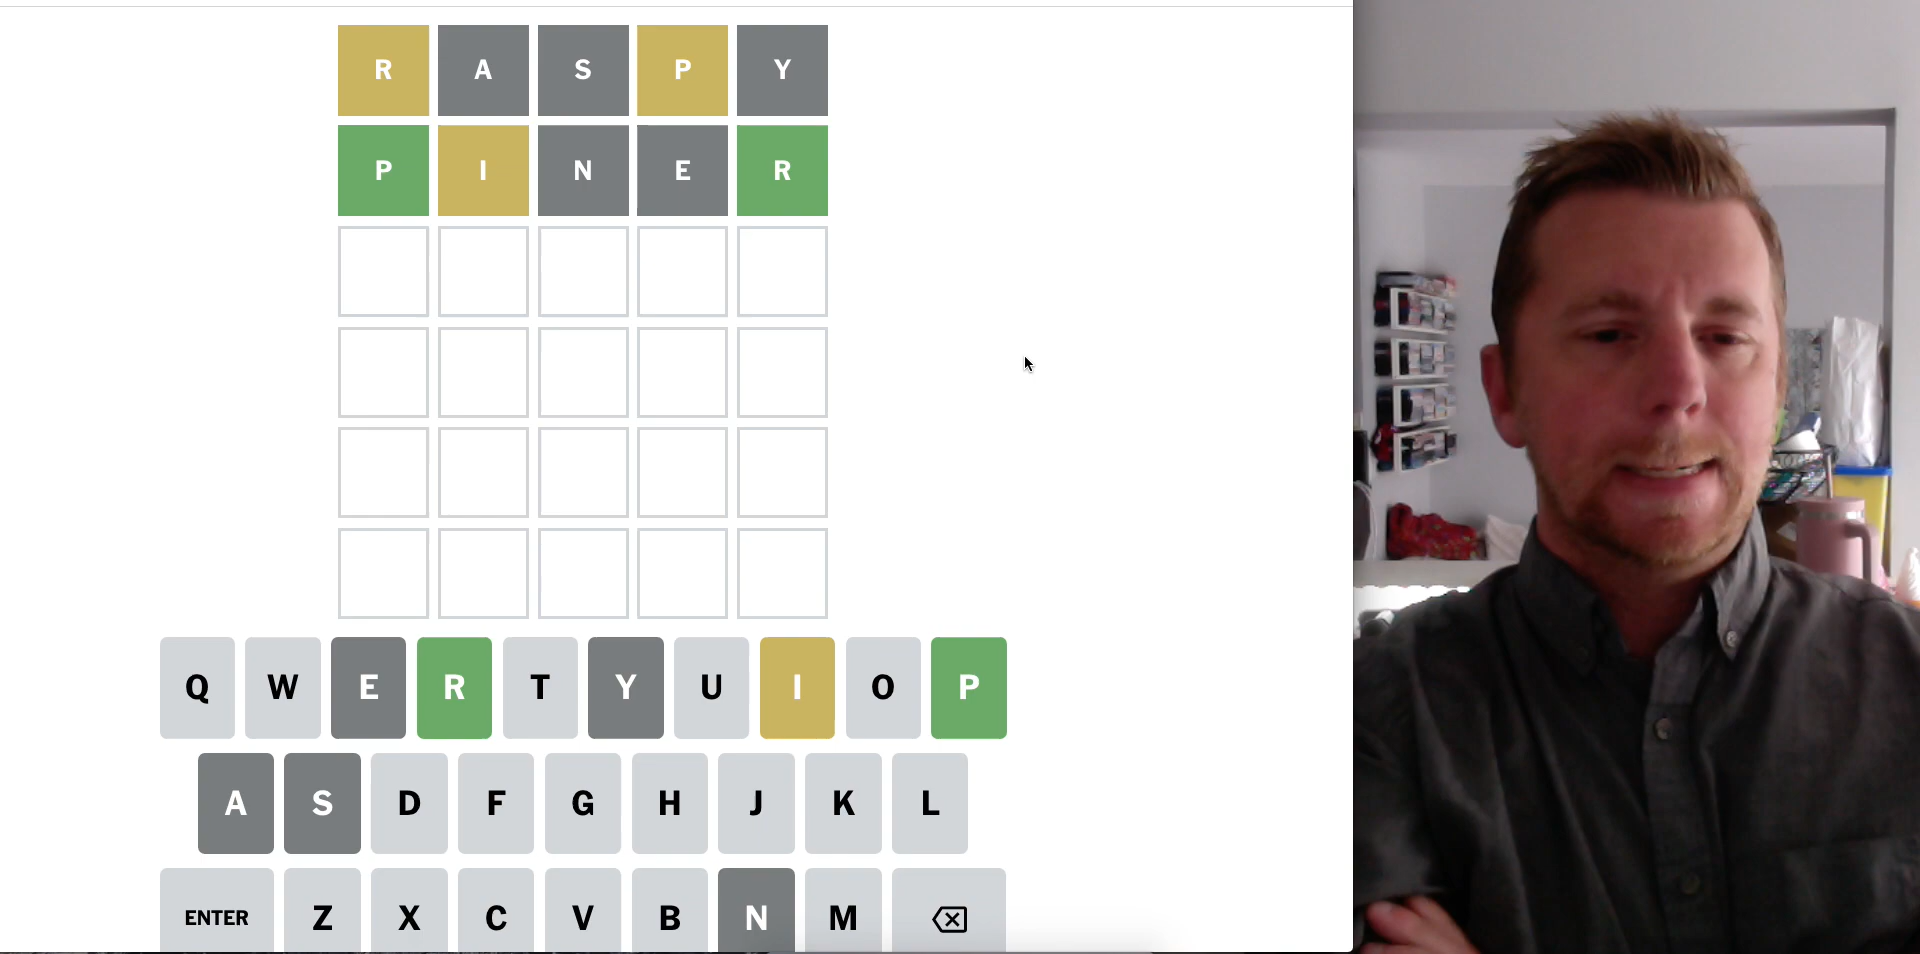 R A S P Y
P I N E R
Q W E R T Y U I O P
A S D F G H J K L
ENTER Z X C V B N M